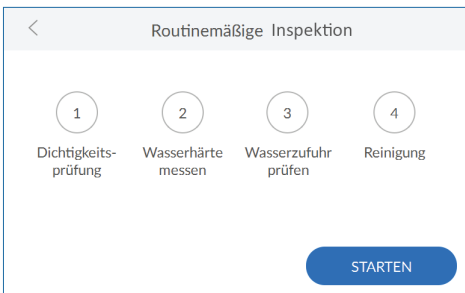 Routinemäßige Inspektion
1
2
3
4
Dichtigkeits-
prüfung
Wasserhärte
messen
Wasserzufuhr
prüfen
Reinigung
STARTEN